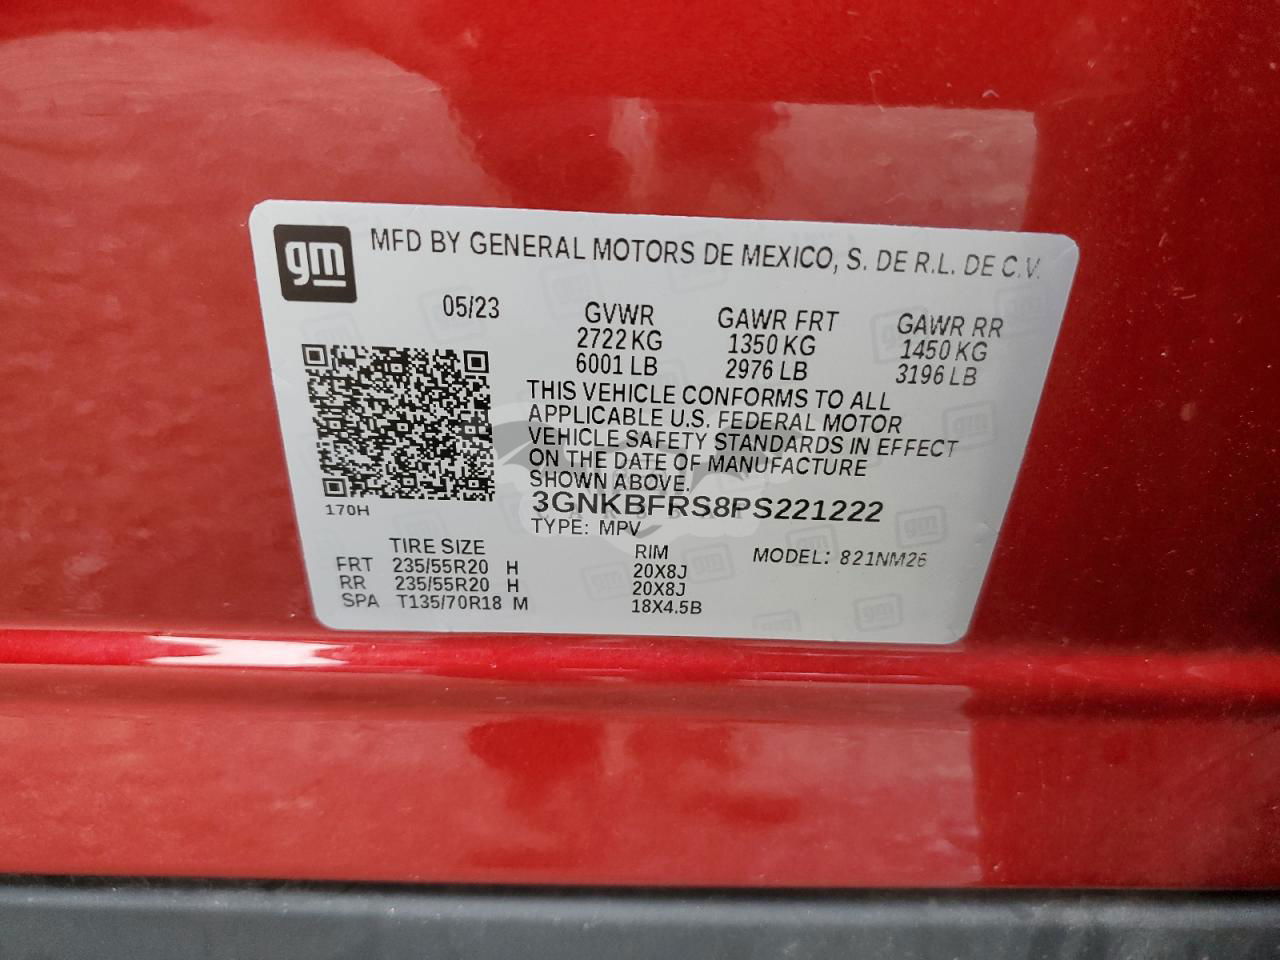 gm
MFD BY GENERAL MOTORS DE MEXICO, S. DE R.L. DE C.V.
05/23
GVWR GAWR FRT GAWR RR
2722 KG 1350 KG 1450 KG
6001 LB 2976 LB 3196 LB
THIS VEHICLE CONFORMS TO ALL
APPLICABLE U.S. FEDERAL MOTOR
VEHICLE SAFETY STANDARDS IN EFFECT
ON THE DATE OF MANUFACTURE
SHOWN ABOVE.
170H
3GNKBFRS8PS221222
TYPE: MPV
MODEL: 821NM26
TIRE SIZE RIM
FRT 235/55R20 H 20X8J
RR 235/55R20 H 20X8J
SPA T135/70R18 M 18X4.5B